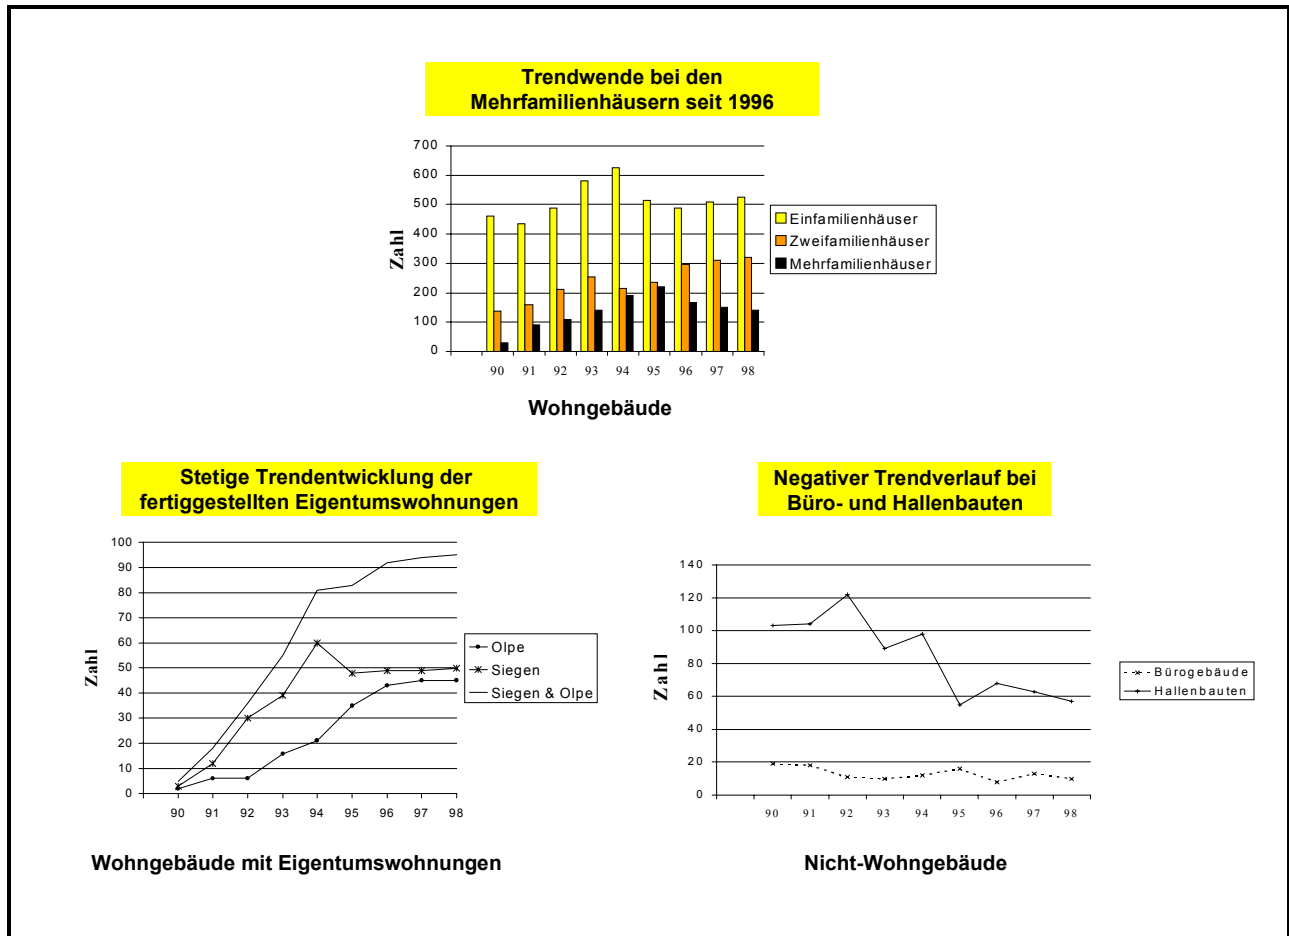 Trendwende bei den
Mehrfamilienhäusern seit 1996
700
600
500
400
300
200
100
0
Zahl
90 91 92 93 94 95 96 97 98
Einfamilienhäuser
Zweifamilienhäuser
Mehrfamilienhäuser
Wohngebäude
Stetige Trendentwicklung der
fertiggestellten Eigentumswohnungen
100
90
80
70
60
50
40
30
20
10
0
Zahl
90 91 92 93 94 95 96 97 98
Olpe
Siegen
Siegen & Olpe
Wohngebäude mit Eigentumswohnungen
Negativer Trendverlauf bei
Büro- und Hallenbauten
140
120
100
80
60
40
20
0
Zahl
90 91 92 93 94 95 96 97 98
Bürogebäude
Hallenbauten
Nicht-Wohngebäude